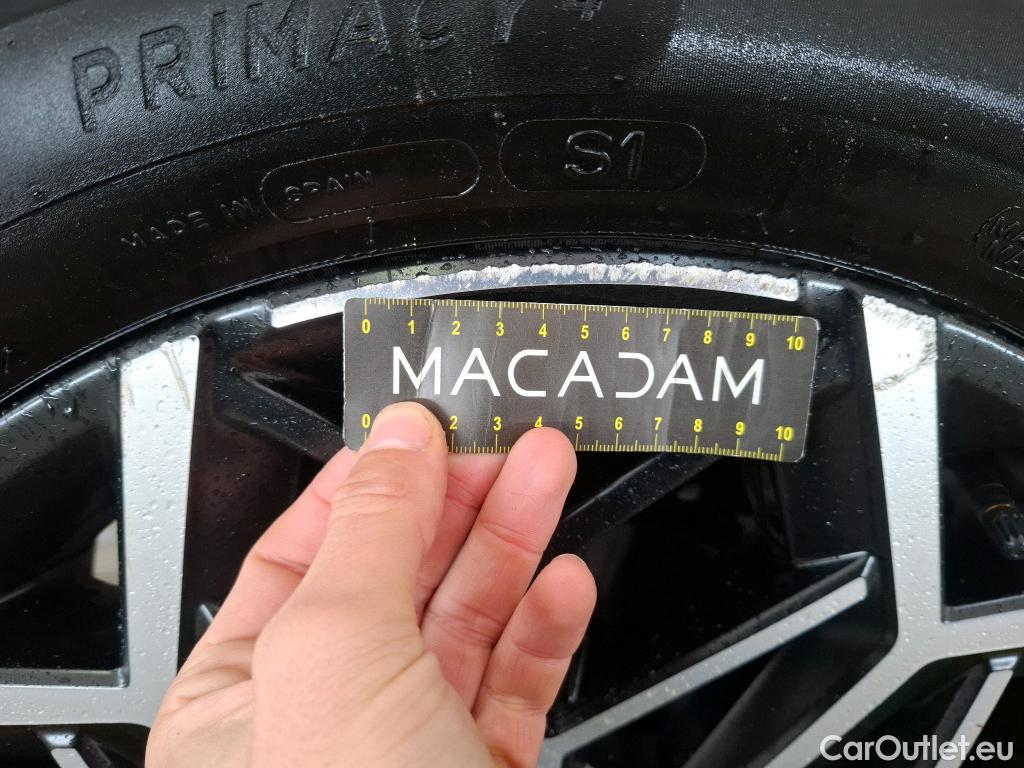 PRIMACY 4
S1
MADE IN SPAIN
0 1 2 3 4 5 6 7 8 9 10
MACADAM
0 2 3 4 5 6 7 8 9 10
CarOutlet.eu